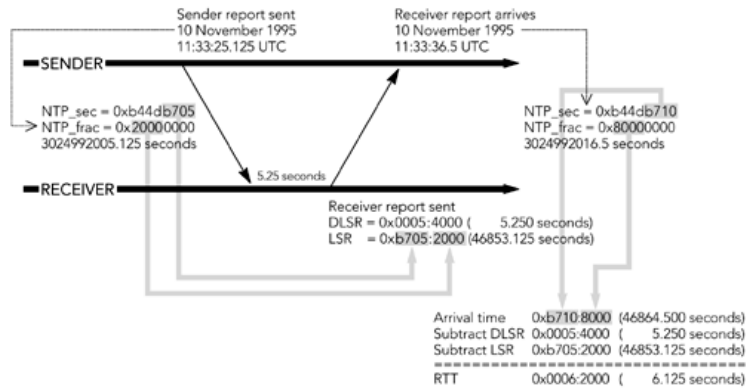 Sender report sent
10 November 1995
11:33:25.125 UTC
Receiver report arrives
10 November 1995
11:33:36.5 UTC
SENDER
NTP_sec = 0xb44db705
NTP_frac = 0x20000000
3024992005.125 seconds
NTP_sec = 0xb44db710
NTP_frac = 0x80000000
3024992016.5 seconds
5.25 seconds
RECEIVER
Receiver report sent
DLSR = 0x0005:4000 ( 5.250 seconds)
LSR = 0xb705:2000 (46853.125 seconds)
Arrival time 0xb710:8000 (46864.500 seconds)
Subtract DLSR 0x0005:4000 ( 5.250 seconds)
Subtract LSR 0xb705:2000 (46853.125 seconds)
RTT 0x0006:2000 ( 6.125 seconds)